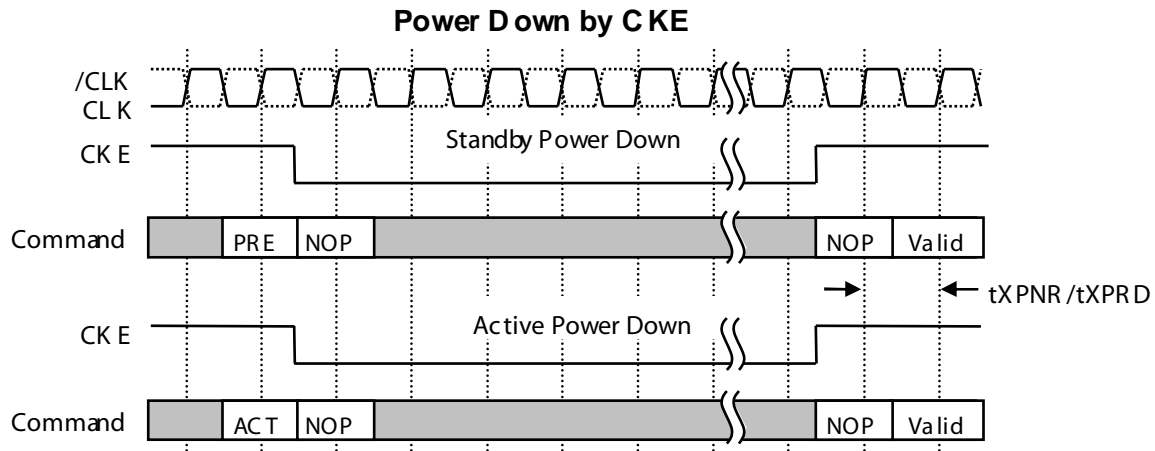 Power Down by CKE
/CLK
CLK
CKE
Standby Power Down
Command
PRE
NOP
NOP
Valid
tXPNR/tXPRD
CKE
Active Power Down
Command
ACT
NOP
NOP
Valid